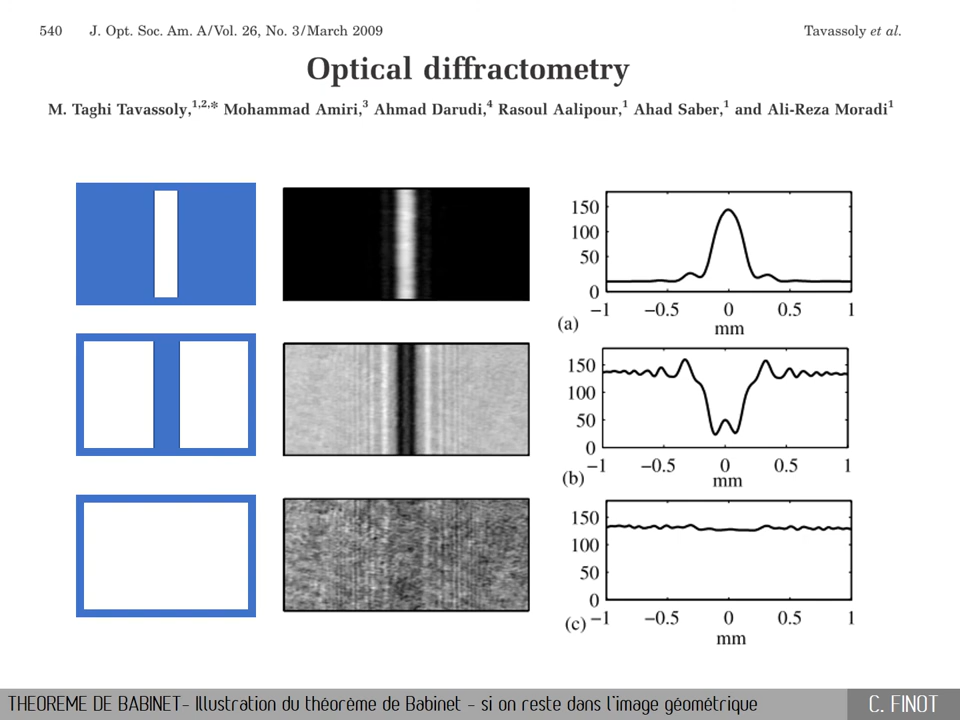 540 J. Opt. Soc. Am. A/Vol. 26, No. 3/March 2009 Tavassoly et al.
Optical diffractometry
M. Taghi Tavassoly,1,2,* Mohammad Amiri,3 Ahmad Darudi,4 Rasoul Aalipour,1 Ahad Saber,1 and Ali-Reza Moradi1
150
100
50
0
−1 −0.5 0 0.5 1
(a) mm
150
100
50
0
−1 −0.5 0 0.5 1
(b) mm
150
100
50
0
−1 −0.5 0 0.5 1
(c) mm
THEOREME DE BABINET- Illustration du théorème de Babinet - si on reste dans l'image géométrique C. FINOT